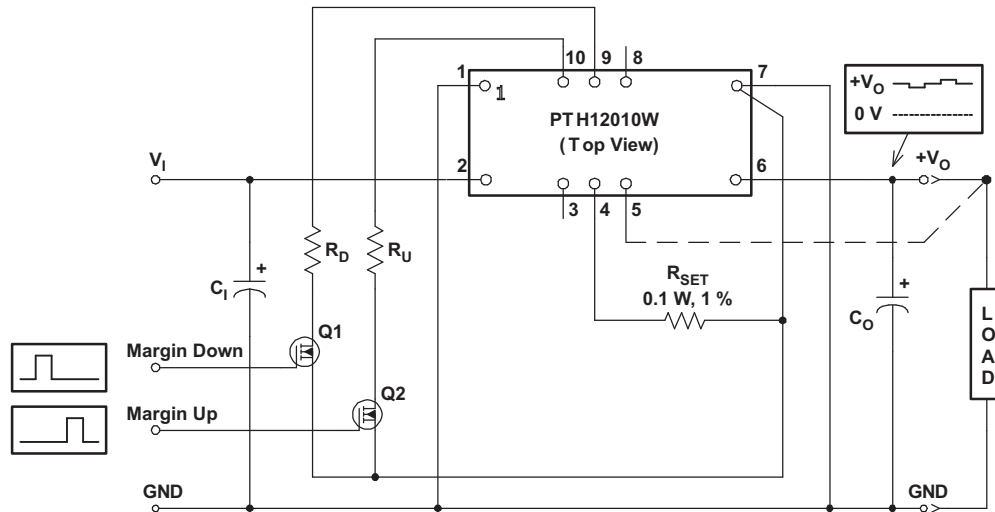 10 9 8
1 7
1
PTH12010W
(Top View)
+VO
0 V
VI
2 6
+VO
3 4 5
RD
RU
RSET
0.1 W, 1 %
+
CI
+
CO
L
O
A
D
Q1
Margin Down
Q2
Margin Up
GND
GND